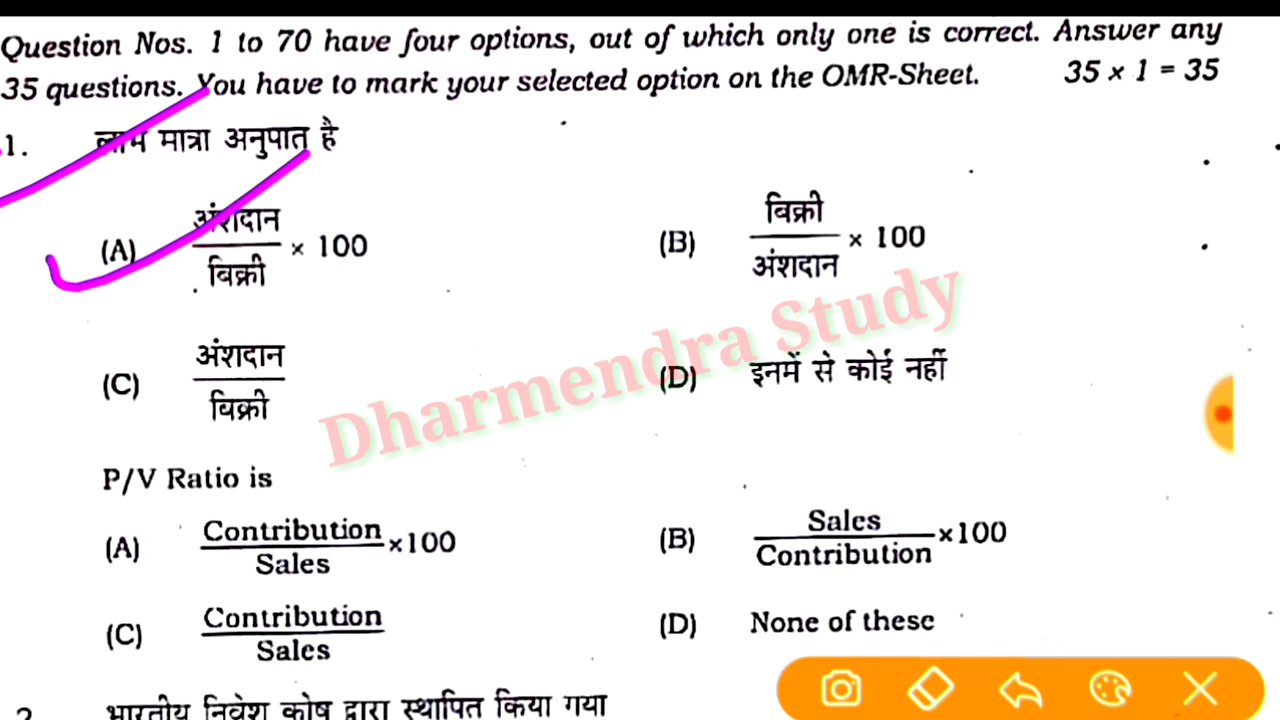 Question Nos. 1 to 70 have four options, out of which only one is correct. Answer any
35 questions. You have to mark your selected option on the OMR-Sheet. 35 × 1 = 35
1. लाभ मात्रा अनुपात है
(A) अंशदान / बिक्री × 100 (B) बिक्री / अंशदान × 100
(C) अंशदान / बिक्री (D) इनमें से कोई नहीं
Dharmendra Study
P/V Ratio is
(A) Contribution / Sales ×100 (B) Sales / Contribution ×100
(C) Contribution / Sales (D) None of these
2. भारतीय निवेश कोष द्वारा स्थापित किया गया